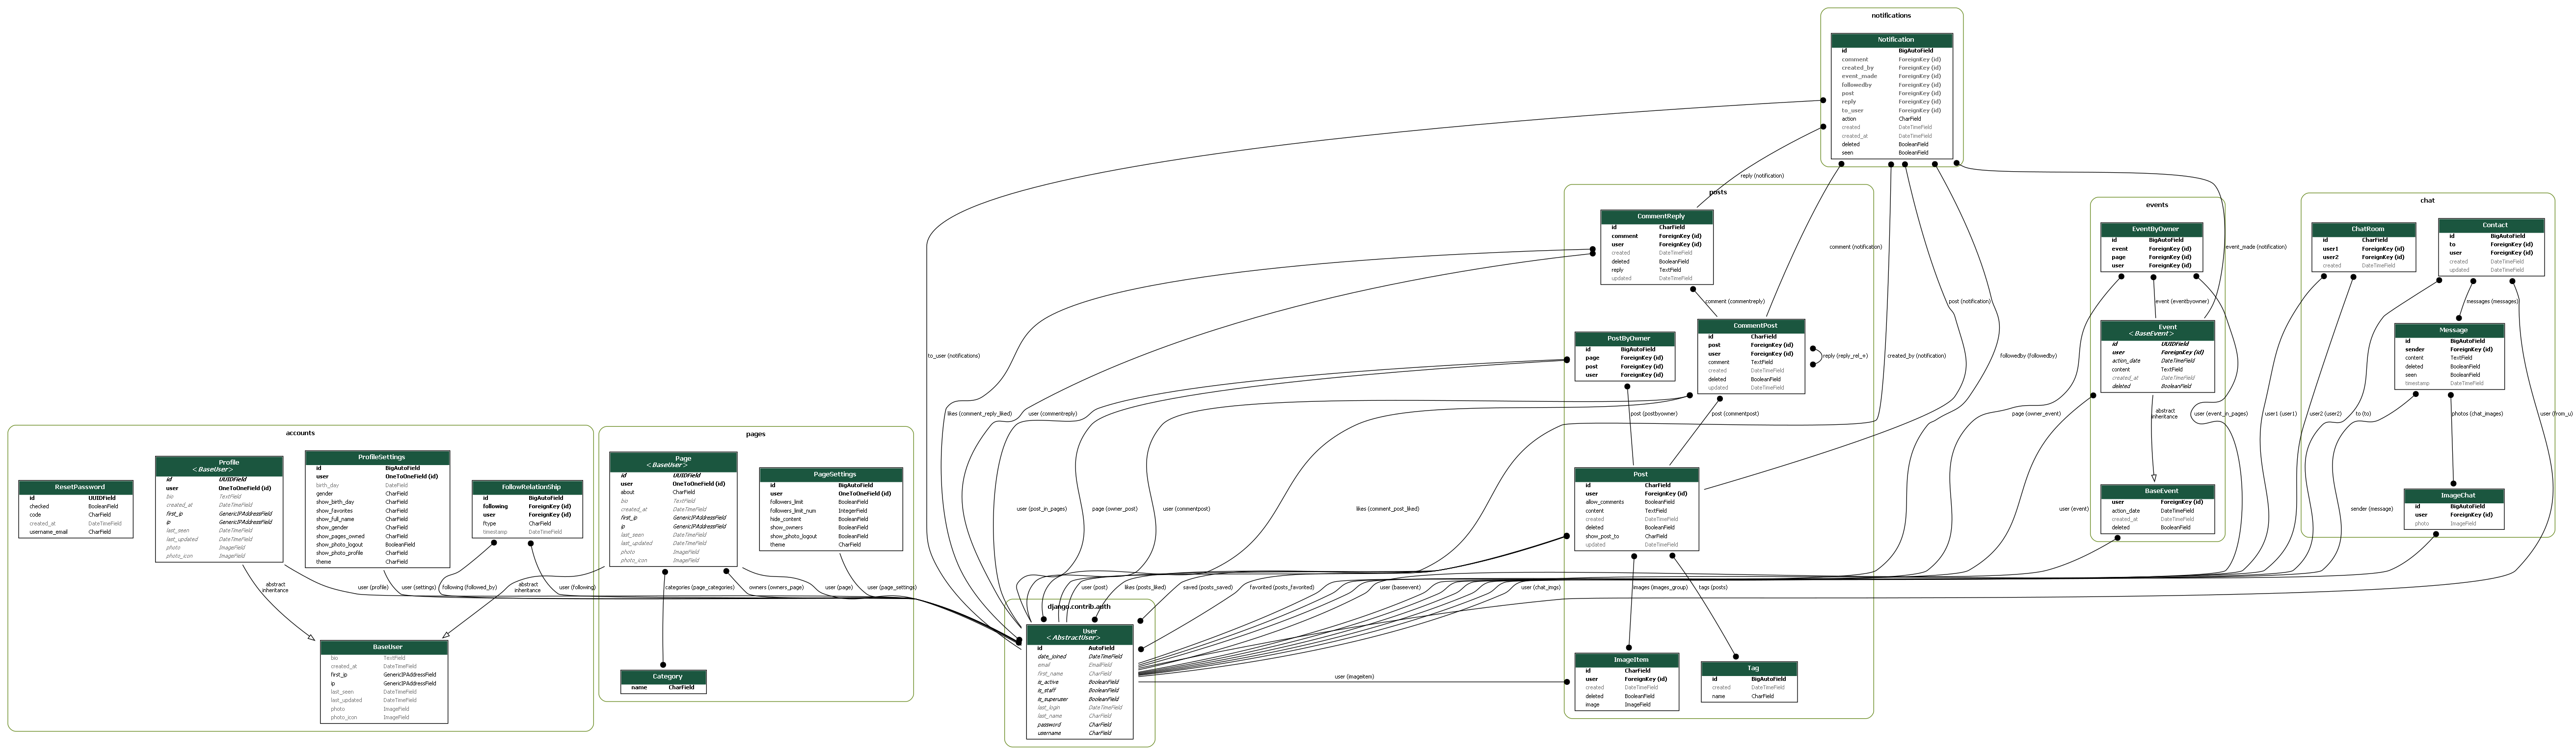 notifications
Notification
id BigAutoField
comment ForeignKey (id)
created_by ForeignKey (id)
event_made ForeignKey (id)
followedby ForeignKey (id)
post ForeignKey (id)
reply ForeignKey (id)
to_user ForeignKey (id)
action CharField
created DateTimeField
created_at DateTimeField
deleted BooleanField
seen BooleanField
reply (notification)
posts
CommentReply
id CharField
comment ForeignKey (id)
user ForeignKey (id)
created DateTimeField
deleted BooleanField
reply TextField
updated DateTimeField
comment (notification)
comment (commentreply)
CommentPost
id CharField
post ForeignKey (id)
user ForeignKey (id)
comment TextField
created DateTimeField
deleted BooleanField
updated DateTimeField
reply (reply_rel_+)
PostByOwner
id BigAutoField
page ForeignKey (id)
post ForeignKey (id)
user ForeignKey (id)
post (postbyowner)
post (commentpost)
Post
id CharField
user ForeignKey (id)
allow_comments BooleanField
content TextField
created DateTimeField
deleted BooleanField
show_post_to CharField
updated DateTimeField
images (images_group)
tags (posts)
ImageItem
id CharField
user ForeignKey (id)
created DateTimeField
deleted BooleanField
image ImageField
Tag
id BigAutoField
created DateTimeField
name CharField
to_user (notifications)
likes (comment_reply_liked)
user (commentreply)
user (post_in_pages)
page (owner_post)
user (commentpost)
likes (comment_post_liked)
created_by (notification)
post (notification)
followedby (followedby)
page (owner_event)
user (event)
user (event_in_pages)
user1 (user1)
user2 (user2)
to (to)
sender (message)
user (from_u)
event_made (notification)
events
EventByOwner
id BigAutoField
event ForeignKey (id)
page ForeignKey (id)
user ForeignKey (id)
event (eventbyowner)
Event
<BaseEvent>
id UUIDField
user ForeignKey (id)
action_date DateTimeField
content TextField
created_at DateTimeField
deleted BooleanField
abstract
inheritance
BaseEvent
user ForeignKey (id)
action_date DateTimeField
created_at DateTimeField
deleted BooleanField
chat
ChatRoom
id CharField
user1 ForeignKey (id)
user2 ForeignKey (id)
created DateTimeField
Contact
id BigAutoField
to ForeignKey (id)
user ForeignKey (id)
created DateTimeField
updated DateTimeField
messages (messages)
Message
id BigAutoField
sender ForeignKey (id)
content TextField
deleted BooleanField
seen BooleanField
timestamp DateTimeField
photos (chat_images)
ImageChat
id BigAutoField
user ForeignKey (id)
photo ImageField
accounts
ResetPassword
id UUIDField
checked BooleanField
code CharField
created_at DateTimeField
username_email CharField
Profile
<BaseUser>
id UUIDField
user OneToOneField (id)
bio TextField
created_at DateTimeField
first_ip GenericIPAddressField
ip GenericIPAddressField
last_seen DateTimeField
last_updated DateTimeField
photo ImageField
photo_icon ImageField
ProfileSettings
id BigAutoField
user OneToOneField (id)
birth_day DateField
gender CharField
show_birth_day CharField
show_favorites CharField
show_full_name CharField
show_gender CharField
show_pages_owned CharField
show_photo_logout BooleanField
show_photo_profile CharField
theme CharField
FollowRelationShip
id BigAutoField
following ForeignKey (id)
user ForeignKey (id)
ftype CharField
timestamp DateTimeField
abstract
inheritance
user (profile)
user (settings)
following (followed_by)
abstract
inheritance
user (following)
BaseUser
bio TextField
created_at DateTimeField
first_ip GenericIPAddressField
ip GenericIPAddressField
last_seen DateTimeField
last_updated DateTimeField
photo ImageField
photo_icon ImageField
pages
Page
<BaseUser>
id UUIDField
user OneToOneField (id)
about CharField
bio TextField
created_at DateTimeField
first_ip GenericIPAddressField
ip GenericIPAddressField
last_seen DateTimeField
last_updated DateTimeField
photo ImageField
photo_icon ImageField
PageSettings
id BigAutoField
user OneToOneField (id)
followers_limit BooleanField
followers_limit_num IntegerField
hide_content BooleanField
show_owners BooleanField
show_photo_logout BooleanField
theme CharField
categories (page_categories)
owners (owners_page)
user (page)
user (page_settings)
Category
name CharField
user (post)
likes (posts_liked)
saved (posts_saved)
favorited (posts_favorited)
user (baseevent)
user (chat_imgs)
django.contrib.auth
User
<AbstractUser>
id AutoField
date_joined DateTimeField
email EmailField
first_name CharField
is_active BooleanField
is_staff BooleanField
is_superuser BooleanField
last_login DateTimeField
last_name CharField
password CharField
username CharField
user (imageitem)